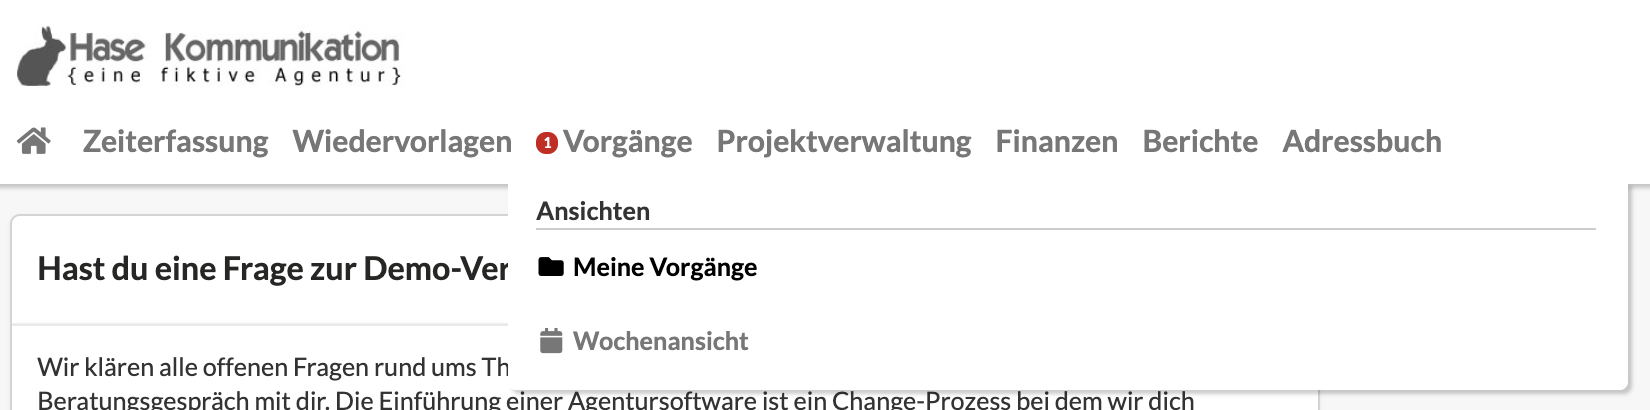 Hase Kommunikation
{eine fiktive Agentur}
Zeiterfassung Wiedervorlagen 1 Vorgänge Projektverwaltung Finanzen Berichte Adressbuch
Ansichten
Hast du eine Frage zur Demo-Ver
Meine Vorgänge
Wochenansicht
Wir klären alle offenen Fragen rund ums Th
Beratungsgespräch mit dir. Die Einführung einer Agentursoftware ist ein Change-Prozess bei dem wir dich